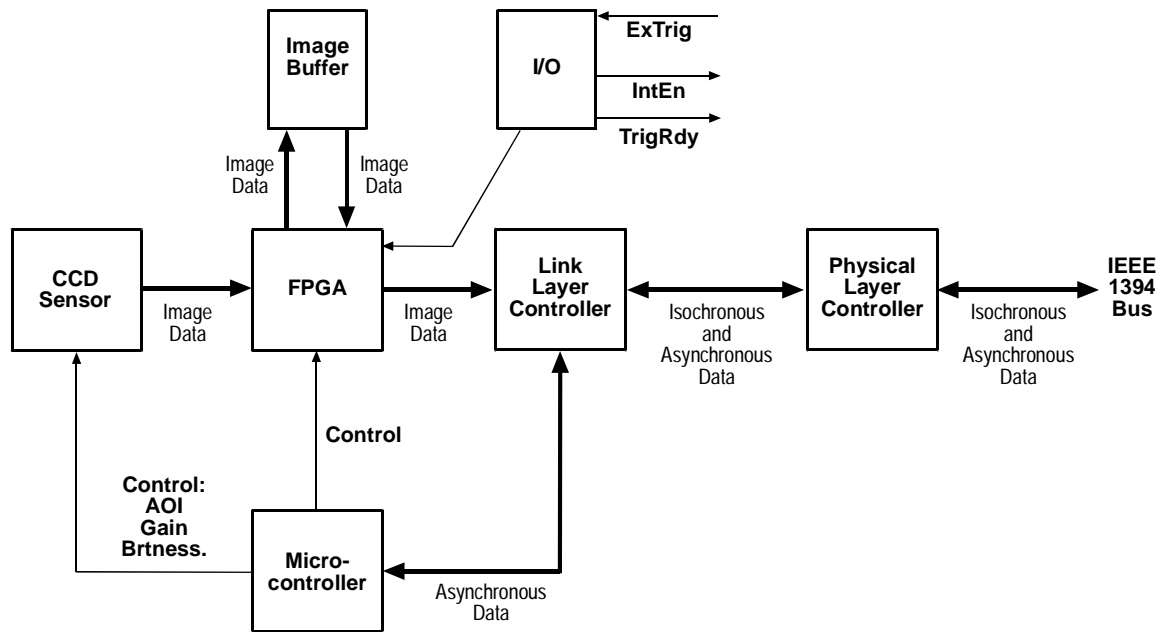 Image
Buffer
I/O
ExTrig
IntEn
TrigRdy
Image
Data
Image
Data
CCD
Sensor
Image
Data
FPGA
Image
Data
Link
Layer
Controller
Isochronous
and
Asynchronous
Data
Physical
Layer
Controller
Isochronous
and
Asynchronous
Data
IEEE
1394
Bus
Control
Control:
AOI
Gain
Brtness.
Micro-
controller
Asynchronous
Data